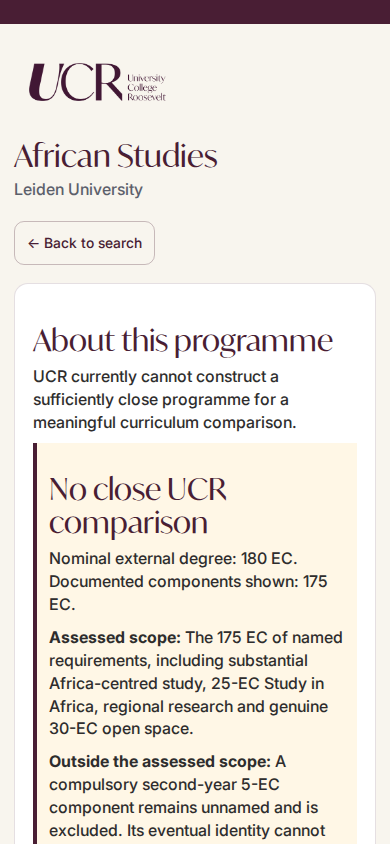 UCR University
College
Roosevelt
African Studies
Leiden University
← Back to search
About this programme
UCR currently cannot construct a
sufficiently close programme for a
meaningful curriculum comparison.
No close UCR
comparison
Nominal external degree: 180 EC.
Documented components shown: 175
EC.
Assessed scope: The 175 EC of named
requirements, including substantial
Africa-centred study, 25-EC Study in
Africa, regional research and genuine
30-EC open space.
Outside the assessed scope: A
compulsory second-year 5-EC
component remains unnamed and is
excluded. Its eventual identity cannot